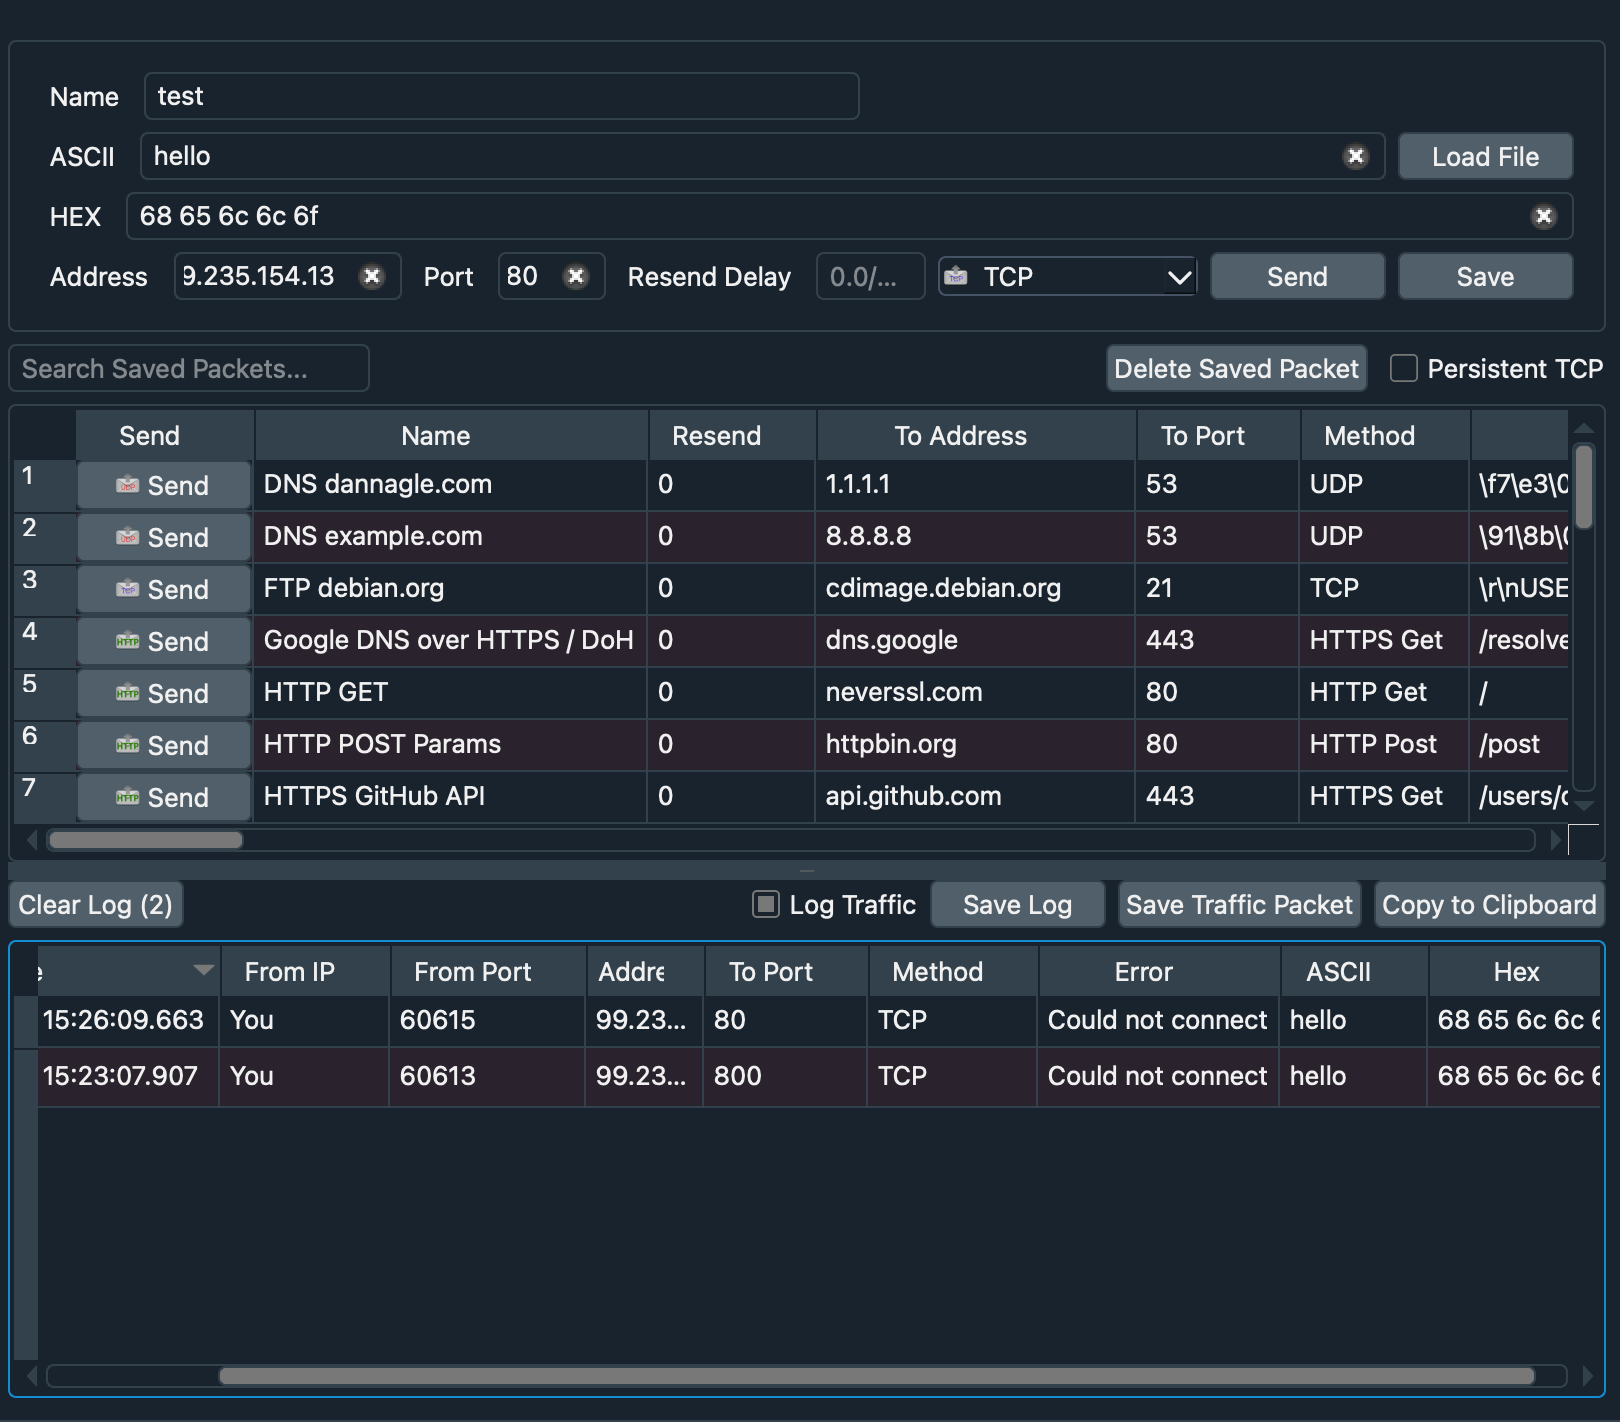 Name test
ASCII hello Load File
HEX 68 65 6c 6c 6f
Address 9.235.154.13 Port 80 Resend Delay 0.0/... TCP Send Save
Search Saved Packets... Delete Saved Packet Persistent TCP
Send Name Resend To Address To Port Method
1 Send DNS dannagle.com 0 1.1.1.1 53 UDP \f7\e3\0
2 Send DNS example.com 0 8.8.8.8 53 UDP \91\8b\
3 Send FTP debian.org 0 cdimage.debian.org 21 TCP \r\nUSE
4 Send Google DNS over HTTPS / DoH 0 dns.google 443 HTTPS Get /resolve
5 Send HTTP GET 0 neverssl.com 80 HTTP Get /
6 Send HTTP POST Params 0 httpbin.org 80 HTTP Post /post
7 Send HTTPS GitHub API 0 api.github.com 443 HTTPS Get /users/
Clear Log (2) Log Traffic Save Log Save Traffic Packet Copy to Clipboard
e From IP From Port Addre To Port Method Error ASCII Hex
15:26:09.663 You 60615 99.23... 80 TCP Could not connect hello 68 65 6c 6c 6
15:23:07.907 You 60613 99.23... 800 TCP Could not connect hello 68 65 6c 6c 6